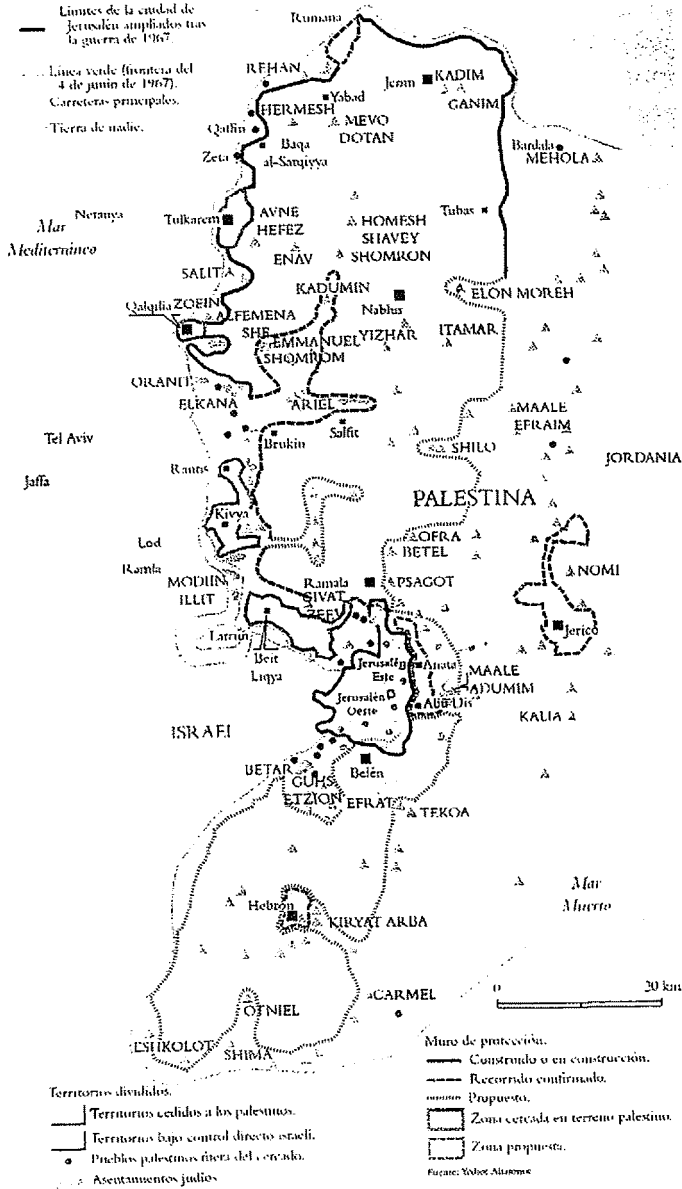 Límites de la ciudad de
Jerusalén ampliados tras
la guerra de 1967.
Línea verde (frontera del
4 de junio de 1967).
Carreteras principales.
Tierra de nadie.
Rumana
REHAN
Yabad
Jenin
KADIM
GANIM
HERMESH
MEVO
DOTAN
Qaffin
Baqa
al-Sarqiyya
Zeta
Bardala
MEHOLA
Mar
Mediterráneo
Netanya
Tulkarem
AVNE
HEFEZ
HOMESH
SHAVEY
SHOMRON
Tubas
ENAV
SALIT
KADUMIN
Nablus
ELON MOREH
Qalqilia
ZOFIN
ALFEMENA
SHE
EMMANUEL
SHOMROM
YIZHAR
ITAMAR
ORANIT
ELKANA
ARIEL
MAALE
EFRAIM
Tel Aviv
Brukin
Salfit
SHILO
JORDANIA
Jaffa
Rantis
PALESTINA
Kivya
Lod
OFRA
BETEL
Ramla
MODIIN
ILLIT
Ramala
GIVAT
ZEEV
PSAGOT
NOMI
Latrun
Beit
Liqya
Jericó
Jerusalén
Este
Anata
MAALE
ADUMIM
Jerusalén
Oeste
Abu Dis
KALIA
ISRAEL
BETAR
Belén
GUHS
ETZION
EFRAT
TEKOA
Mar
Muerto
Hebrón
KIRYAT ARBA
CARMEL
0
20 km
OTNIEL
ESHKOLOT
SHIMA
Muro de protección.
Construido o en construcción.
Recorrido confirmado.
Propuesto.
Zona cercada en terreno palestino.
Zona propuesta.
Territorios divididos.
Territorios cedidos a los palestinos.
Territorios bajo control directo israelí.
Pueblos palestinos fuera del cercado.
Asentamientos judíos
Fuente: